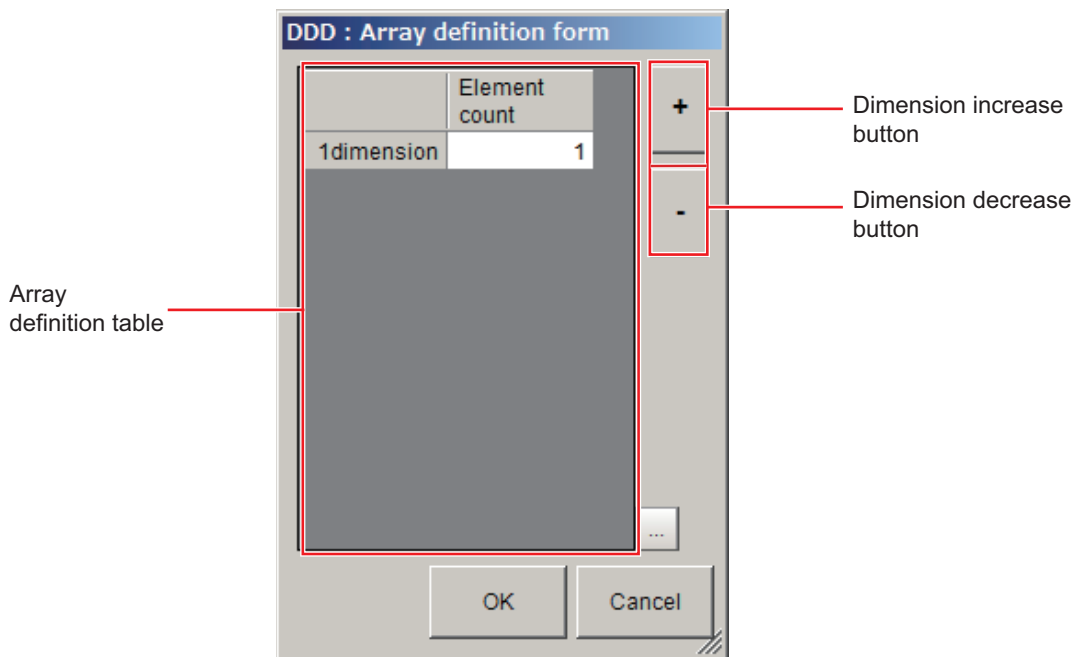 DDD : Array definition form
Element
count
+
1dimension 1
-
Dimension increase
button
Dimension decrease
button
Array
definition table
...
OK Cancel